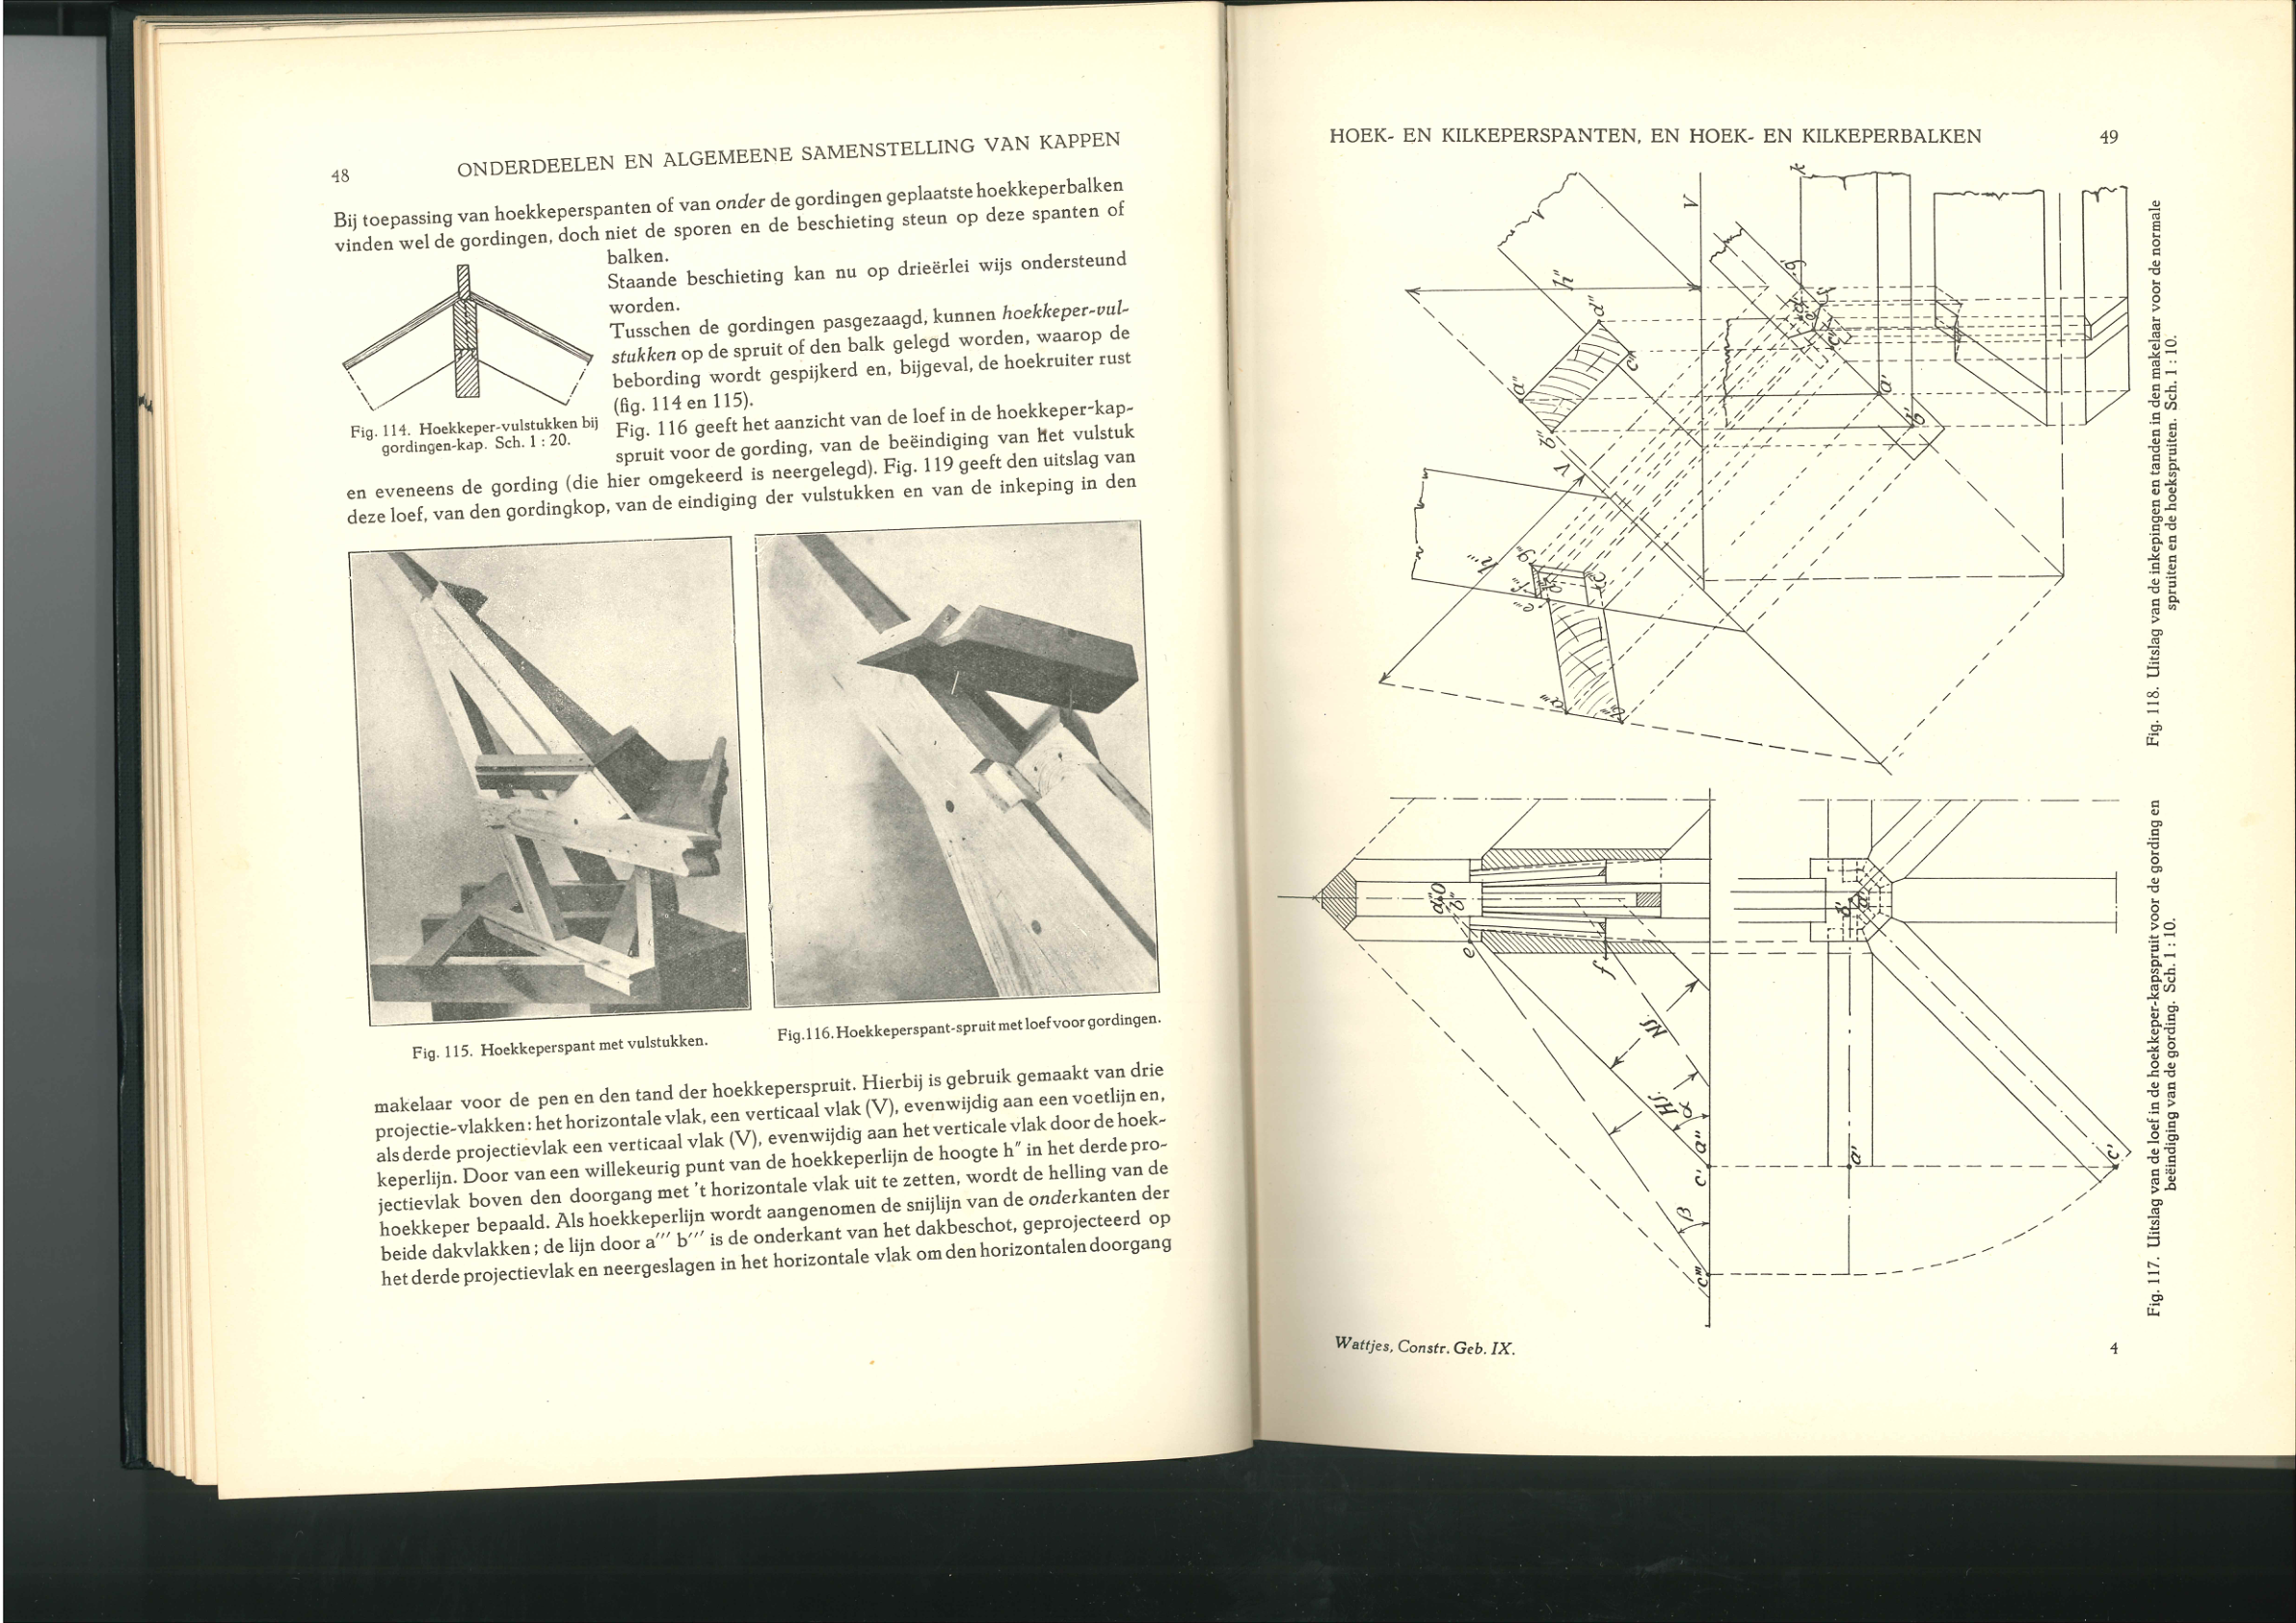 48
ONDERDEELEN EN ALGEMEENE SAMENSTELLING VAN KAPPEN
Bij toepassing van hoekkeperspanten of van onder de gordingen geplaatste hoekkeperbalken
vinden wel de gordingen, doch niet de sporen en de beschieting steun op deze spanten of
balken.
Staande beschieting kan nu op drieërlei wijs ondersteund
worden.
Tusschen de gordingen pasgezaagd, kunnen hoekkeper-vul-
stukken op de spruit of den balk gelegd worden, waarop de
bebording wordt gespijkerd en, bijgeval, de hoekruiter rust
(fig. 114 en 115).
Fig. 114. Hoekkeper-vulstukken bij
gordingen-kap. Sch. 1 : 20.
Fig. 116 geeft het aanzicht van de loef in de hoekkeper-kap-
spruit voor de gording, van de beëindiging van het vulstuk
en eveneens de gording (die hier omgekeerd is neergelegd). Fig. 119 geeft den uitslag van
deze loef, van den gordingkop, van de eindiging der vulstukken en van de inkeping in den
Fig. 115. Hoekkeperspant met vulstukken.
Fig. 116. Hoekkeperspant-spruit met loef voor gordingen.
makelaar voor de pen en den tand der hoekkeperspruit. Hierbij is gebruik gemaakt van drie
projectie-vlakken: het horizontale vlak, een verticaal vlak (V), evenwijdig aan een voetlijn en,
als derde projectievlak een verticaal vlak (V), evenwijdig aan het verticale vlak door de hoek-
keperlijn. Door van een willekeurig punt van de hoekkeperlijn de hoogte h″ in het derde pro-
jectievlak boven den doorgang met 't horizontale vlak uit te zetten, wordt de helling van de
hoekkeper bepaald. Als hoekkeperlijn wordt aangenomen de snijlijn van de onderkanten der
beide dakvlakken; de lijn door a‴ b‴ is de onderkant van het dakbeschot, geprojecteerd op
het derde projectievlak en neergeslagen in het horizontale vlak om den horizontalen doorgang
HOEK- EN KILKEPERSPANTEN, EN HOEK- EN KILKEPERBALKEN
49
k
V
h″
g'
d″
a″
c″
b″
a'
b'
V
h‴
g‴
f‴
e‴
a‴
b‴
Fig. 118. Uitslag van de inkepingen en tanden in den makelaar voor de normale
spruiten en de hoekspruiten. Sch. 1 : 10.
e
f
NS
HS
α
a″
c'
β
c‴
b'
d'
a'
c'
Fig. 117. Uitslag van de loef in de hoekkeper-kapspruit voor de gording en
beëindiging van de gording. Sch. 1 : 10.
Wattjes, Constr. Geb. IX.
4